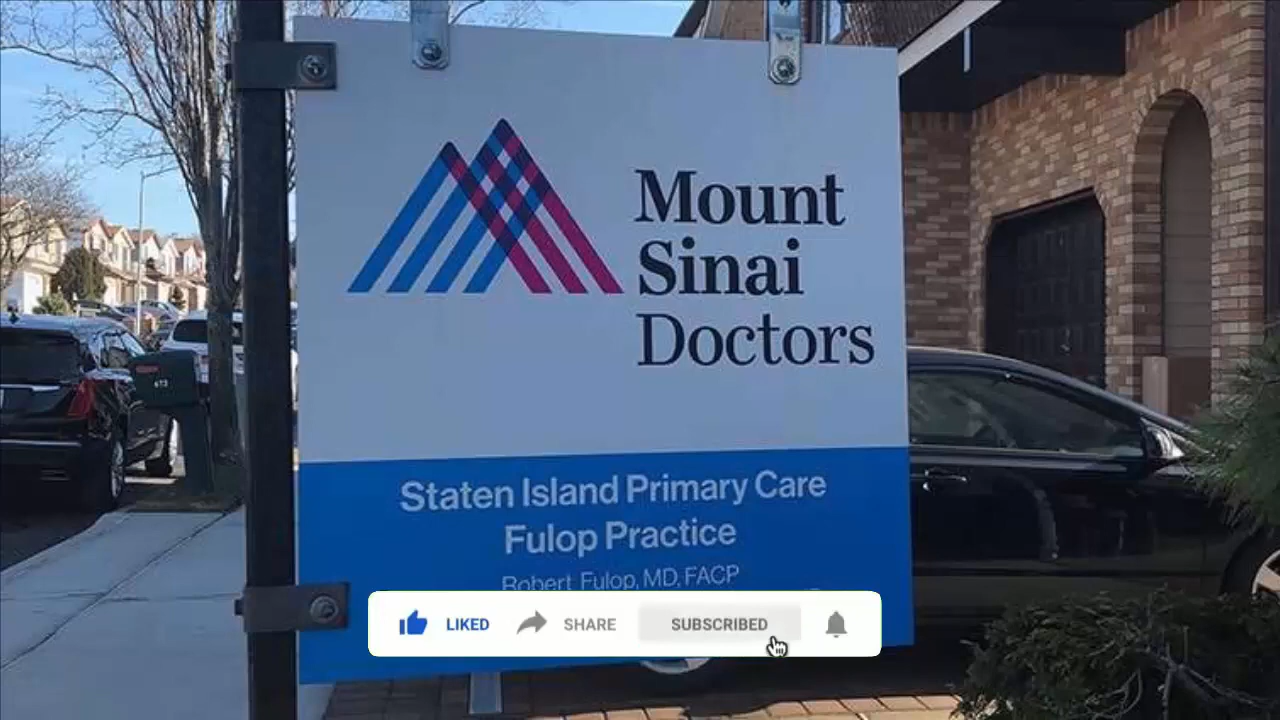 Mount
Sinai
Doctors
Staten Island Primary Care
Fulop Practice
Robert Fulop, MD, FACP
LIKED
SHARE
SUBSCRIBED